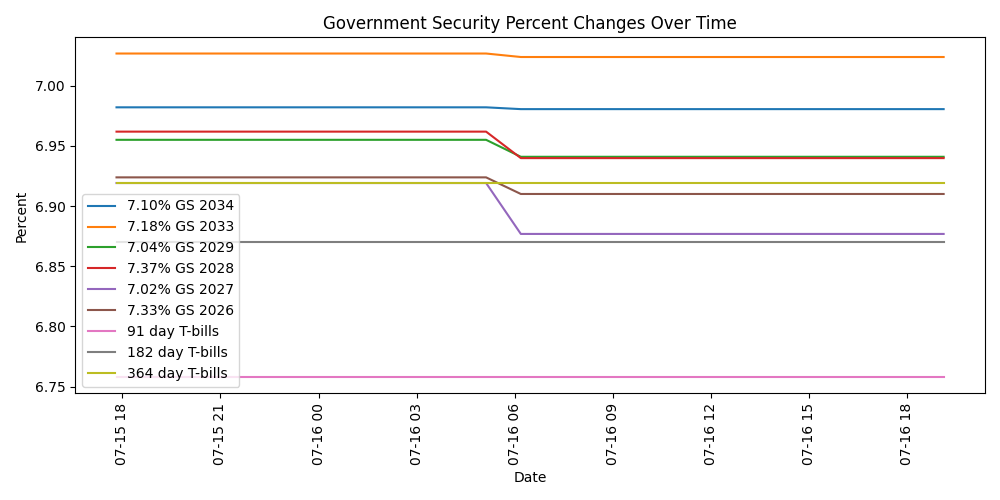 Government Security Percent Changes Over Time
Percent
7.00
6.95
6.90
6.85
6.80
6.75
7.10% GS 2034
7.18% GS 2033
7.04% GS 2029
7.37% GS 2028
7.02% GS 2027
7.33% GS 2026
91 day T-bills
182 day T-bills
364 day T-bills
07-15 18
07-15 21
07-16 00
07-16 03
07-16 06
07-16 09
07-16 12
07-16 15
07-16 18
Date